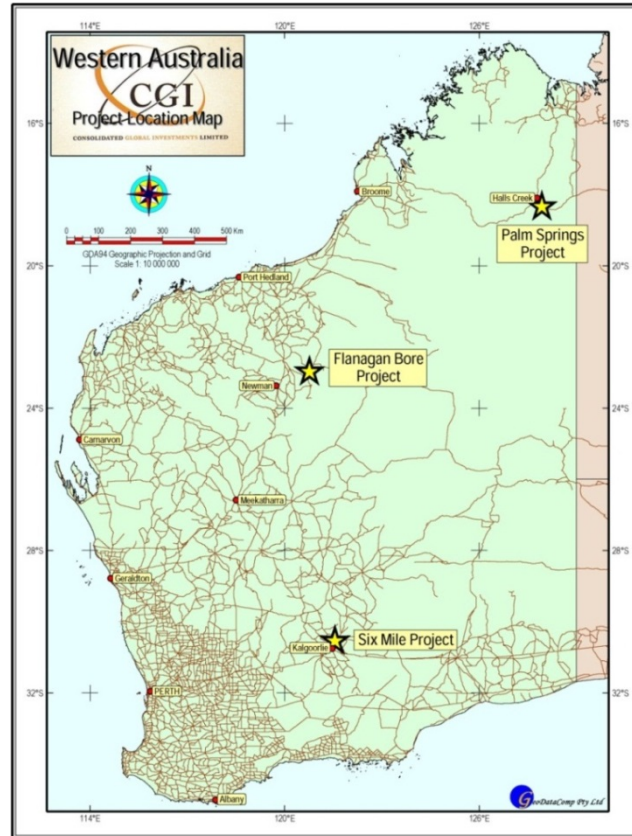 114°E
120°E
126°E
Western Australia
CGI
Project Location Map
CONSOLIDATED GLOBAL INVESTMENTS LIMITED
16°S
16°S
N
Broome
Halls Creek
Palm Springs
Project
0
100
200
300
400
500 Km
GDA94 Geographic Projection and Grid
Scale 1: 10 000 000
20°S
20°S
Port Hedland
Flanagan Bore
Project
Newman
24°S
24°S
Carnarvon
Meekatharra
28°S
28°S
Geraldton
Six Mile Project
Kalgoorlie
32°S
32°S
PERTH
Albany
GeoDataComp Pty Ltd
114°E
120°E
126°E